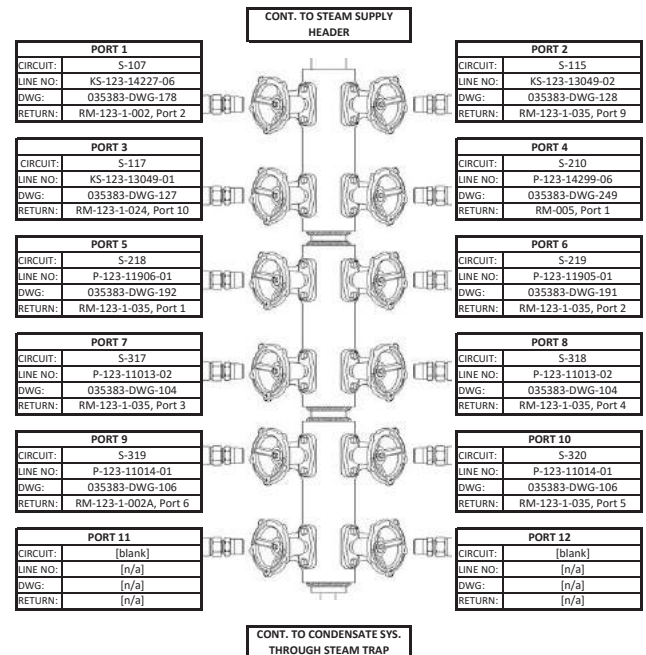 CONT. TO STEAM SUPPLY
HEADER
PORT 1
CIRCUIT: S-107
LINE NO: KS-123-14227-06
DWG: 035383-DWG-178
RETURN: RM-123-1-002, Port 2
PORT 2
CIRCUIT: S-115
LINE NO: KS-123-13049-02
DWG: 035383-DWG-128
RETURN: RM-123-1-035, Port 9
PORT 3
CIRCUIT: S-117
LINE NO: KS-123-13049-01
DWG: 035383-DWG-127
RETURN: RM-123-1-024, Port 10
PORT 4
CIRCUIT: S-210
LINE NO: P-123-14299-06
DWG: 035383-DWG-249
RETURN: RM-005, Port 1
PORT 5
CIRCUIT: S-218
LINE NO: P-123-11906-01
DWG: 035383-DWG-192
RETURN: RM-123-1-035, Port 1
PORT 6
CIRCUIT: S-219
LINE NO: P-123-11905-01
DWG: 035383-DWG-191
RETURN: RM-123-1-035, Port 2
PORT 7
CIRCUIT: S-317
LINE NO: P-123-11013-02
DWG: 035383-DWG-104
RETURN: RM-123-1-035, Port 3
PORT 8
CIRCUIT: S-318
LINE NO: P-123-11013-02
DWG: 035383-DWG-104
RETURN: RM-123-1-035, Port 4
PORT 9
CIRCUIT: S-319
LINE NO: P-123-11014-01
DWG: 035383-DWG-106
RETURN: RM-123-1-002A, Port 6
PORT 10
CIRCUIT: S-320
LINE NO: P-123-11014-01
DWG: 035383-DWG-106
RETURN: RM-123-1-035, Port 5
PORT 11
CIRCUIT: [blank]
LINE NO: [n/a]
DWG: [n/a]
RETURN: [n/a]
PORT 12
CIRCUIT: [blank]
LINE NO: [n/a]
DWG: [n/a]
RETURN: [n/a]
CONT. TO CONDENSATE SYS.
THROUGH STEAM TRAP